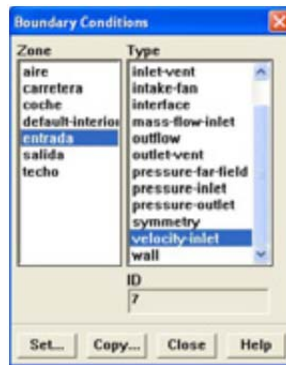 Boundary Conditions
Zone
aire
carretera
coche
default-interior
entrada
salida
techo
Type
inlet-vent
intake-fan
interface
mass-flow-inlet
outflow
outlet-vent
pressure-far-field
pressure-inlet
pressure-outlet
symmetry
velocity-inlet
wall
ID
7
Set... Copy... Close Help